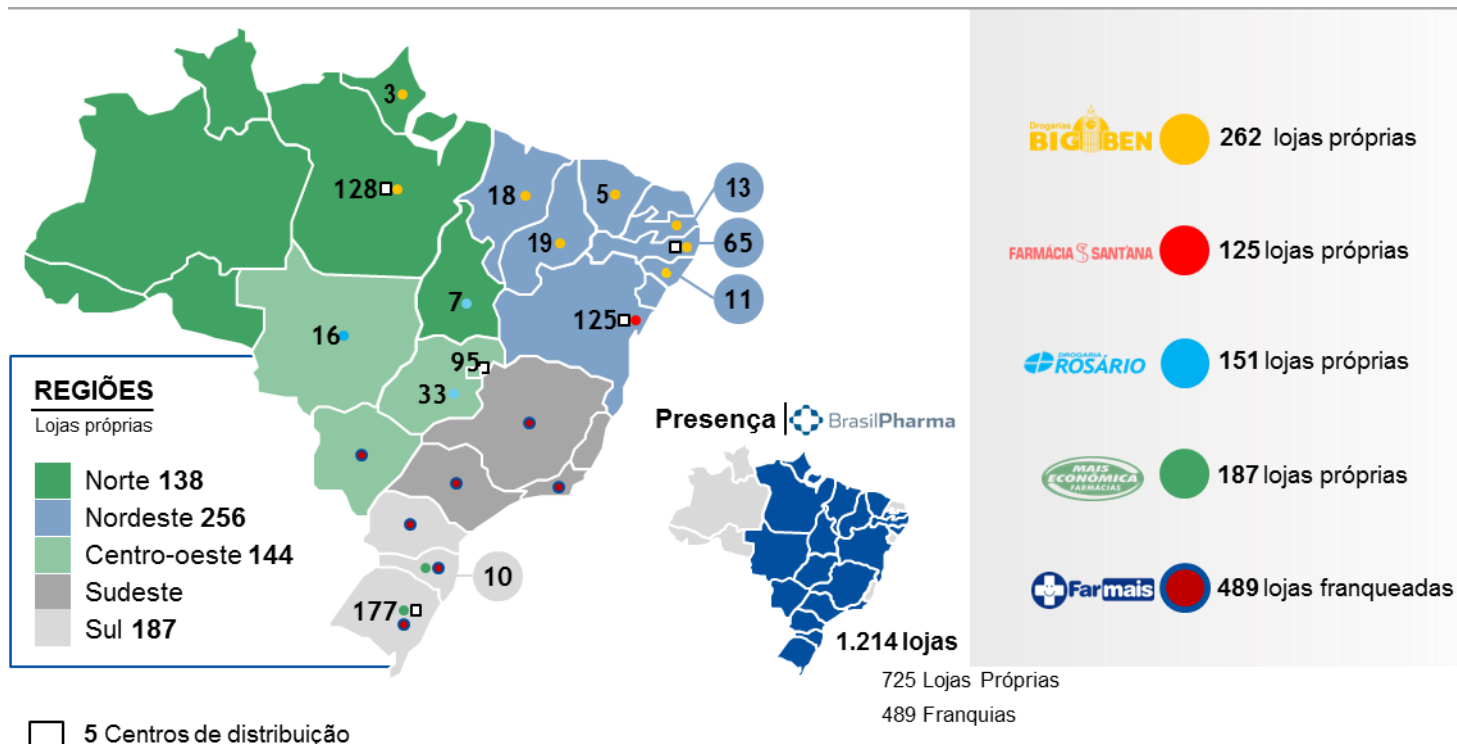 3
128
18
5
13
19
65
7
11
125
16
95
33
10
177
REGIÕES
Lojas próprias
Norte 138
Nordeste 256
Centro-oeste 144
Sudeste
Sul 187
5 Centros de distribuição
Presença | BrasilPharma
1.214 lojas
725 Lojas Próprias
489 Franquias
Drogarias
BIG BEN
262 lojas próprias
FARMÁCIA S SANT'ANA
125 lojas próprias
DROGARIA
ROSÁRIO
151 lojas próprias
MAIS
ECONÔMICA
FARMÁCIAS
187 lojas próprias
Farmais
489 lojas franqueadas